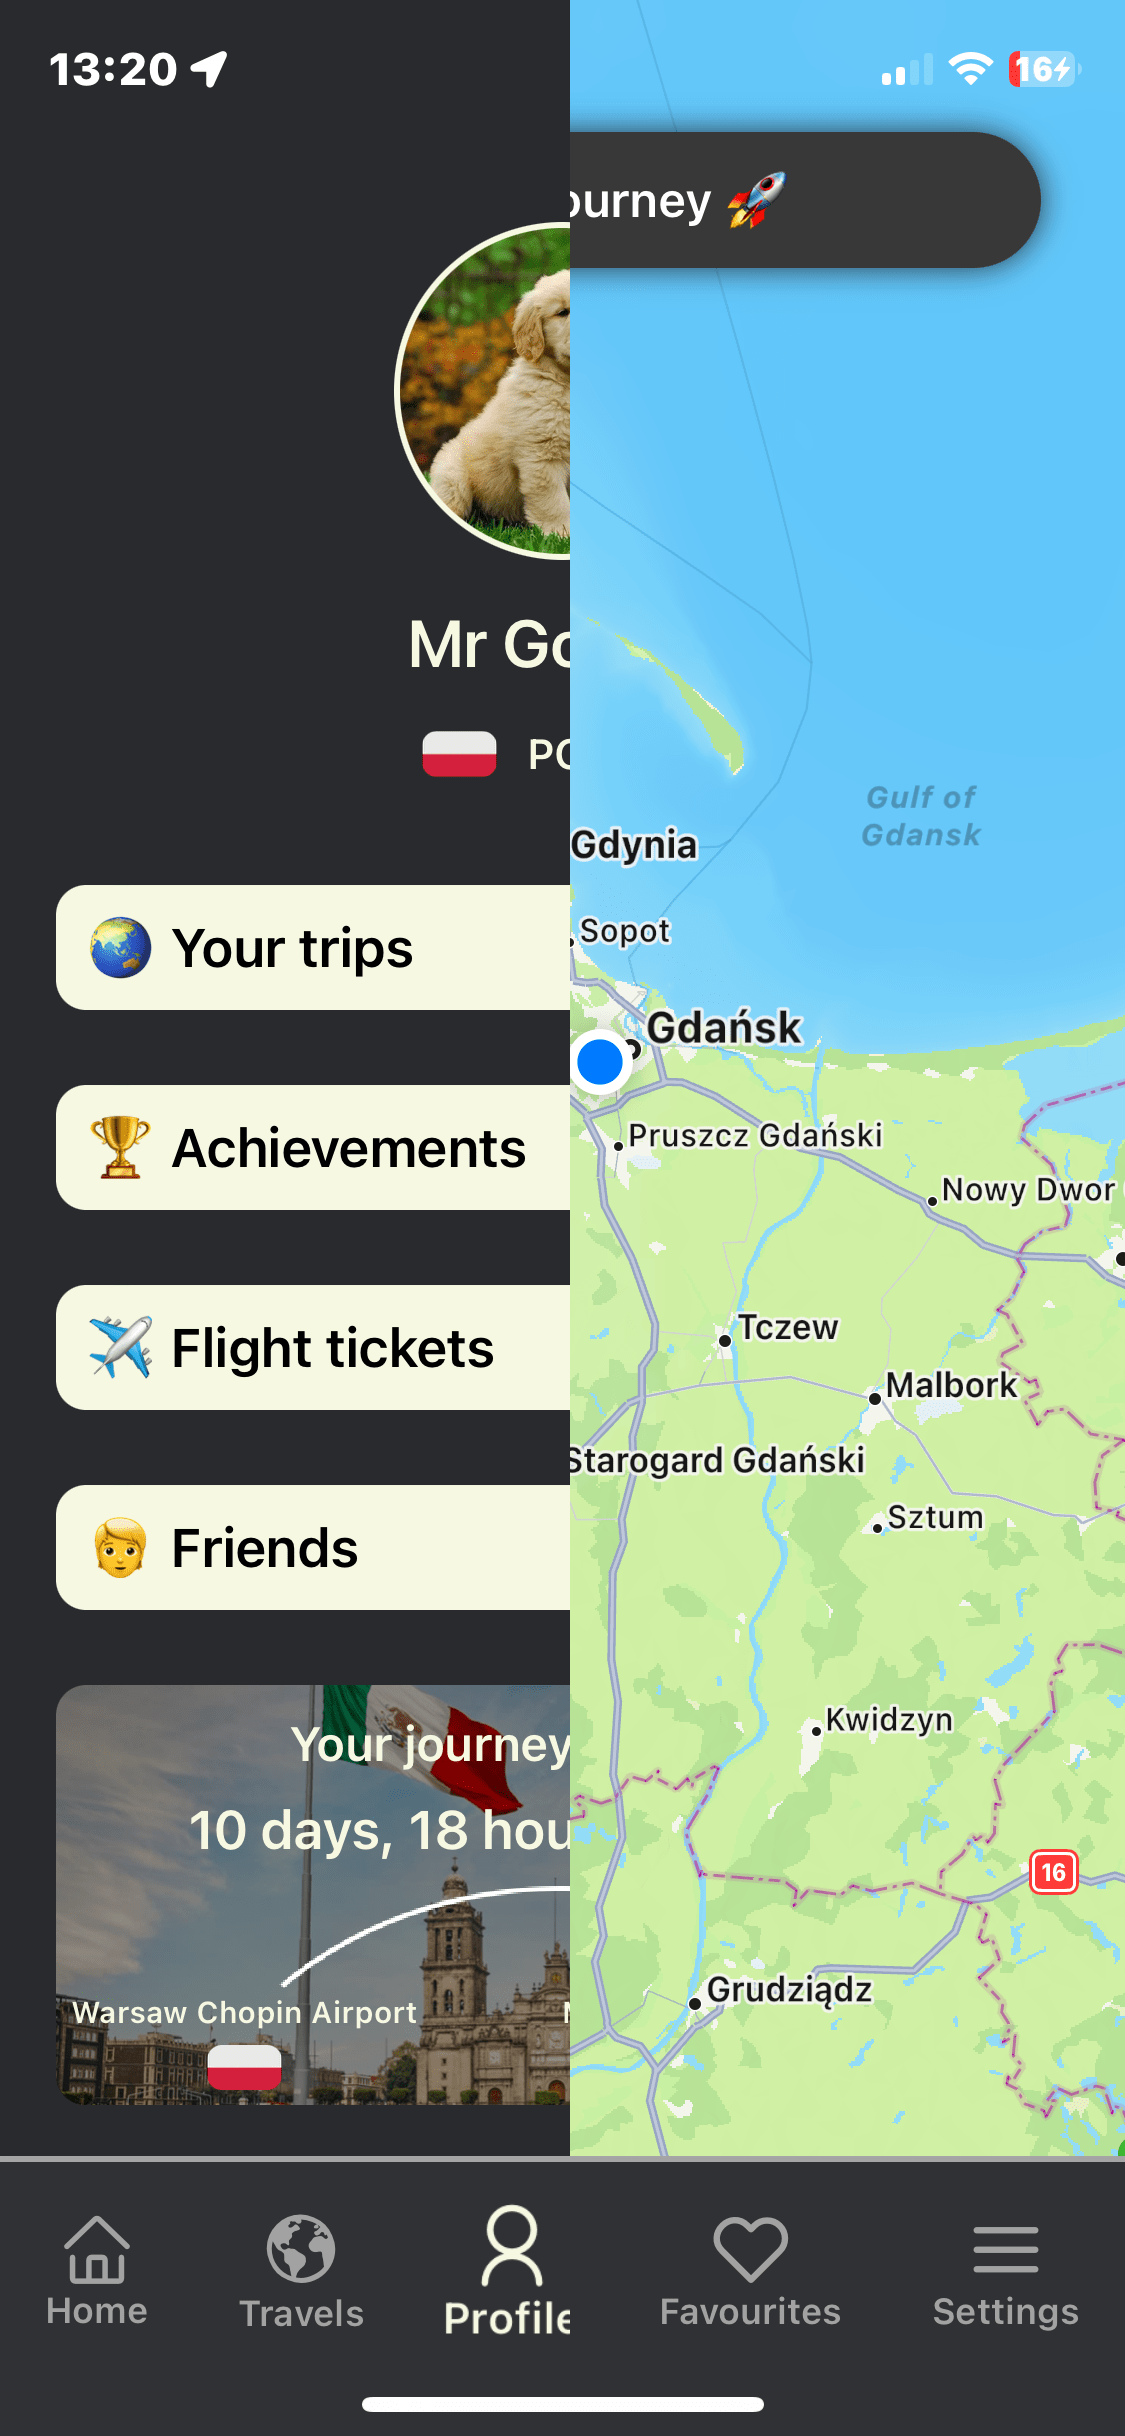 13:20
16
ourney 🚀
Mr Go
Your trips
Achievements
Flight tickets
Friends
Your journey
10 days, 18 hou
Warsaw Chopin Airport
Gulf of
Gdansk
Gdynia
Sopot
Gdańsk
Pruszcz Gdański
Nowy Dwor
Tczew
Malbork
Starogard Gdański
Sztum
Kwidzyn
16
Grudziądz
Home
Travels
Profile
Favourites
Settings